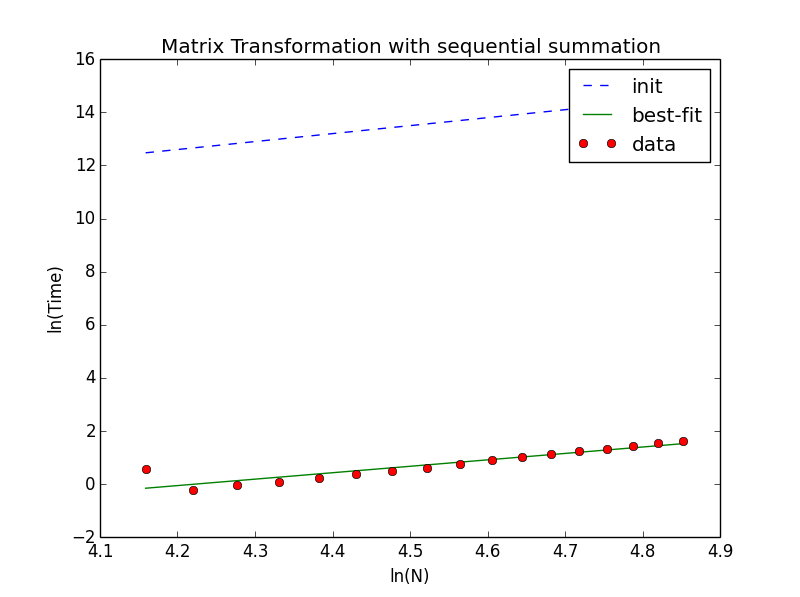 Matrix Transformation with sequential summation
16
14
12
10
8
6
4
2
0
−2
ln(Time)
init
best-fit
data
4.1 4.2 4.3 4.4 4.5 4.6 4.7 4.8 4.9
ln(N)